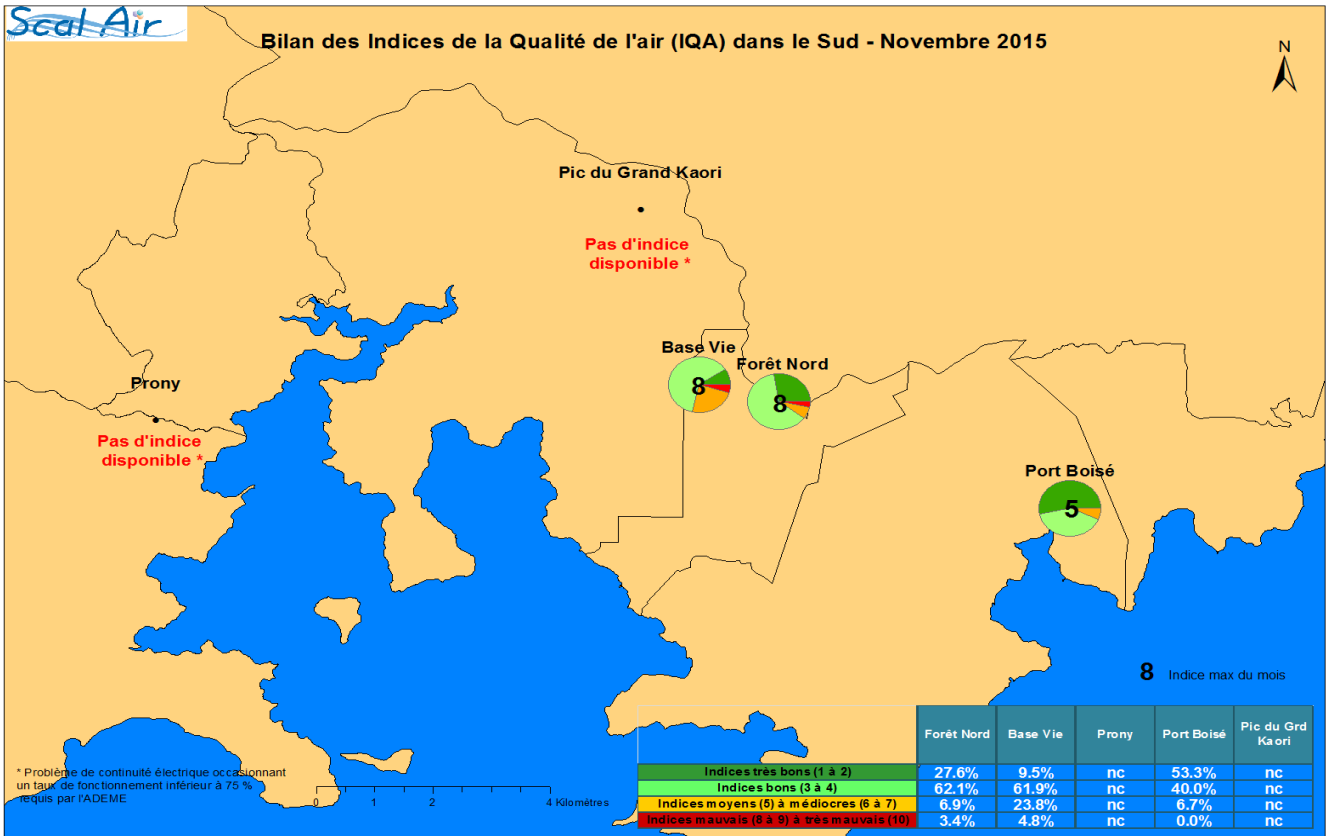 Scal Air
Bilan des Indices de la Qualité de l'air (IQA) dans le Sud - Novembre 2015
N
Pic du Grand Kaori
Pas d'indice
disponible *
Base Vie
8
Forêt Nord
8
Prony
Pas d'indice
disponible *
Port Boisé
5
8 Indice max du mois
* Problème de continuité électrique occasionnant
un taux de fonctionnement inférieur à 75 %
requis par l'ADEME
0 1 2 4 Kilomètres
Forêt Nord Base Vie Prony Port Boisé Pic du Grd
Kaori
Indices très bons (1 à 2) 27.6% 9.5% nc 53.3% nc
Indices bons (3 à 4) 62.1% 61.9% nc 40.0% nc
Indices moyens (5) à médiocres (6 à 7) 6.9% 23.8% nc 6.7% nc
Indices mauvais (8 à 9) à très mauvais (10) 3.4% 4.8% nc 0.0% nc